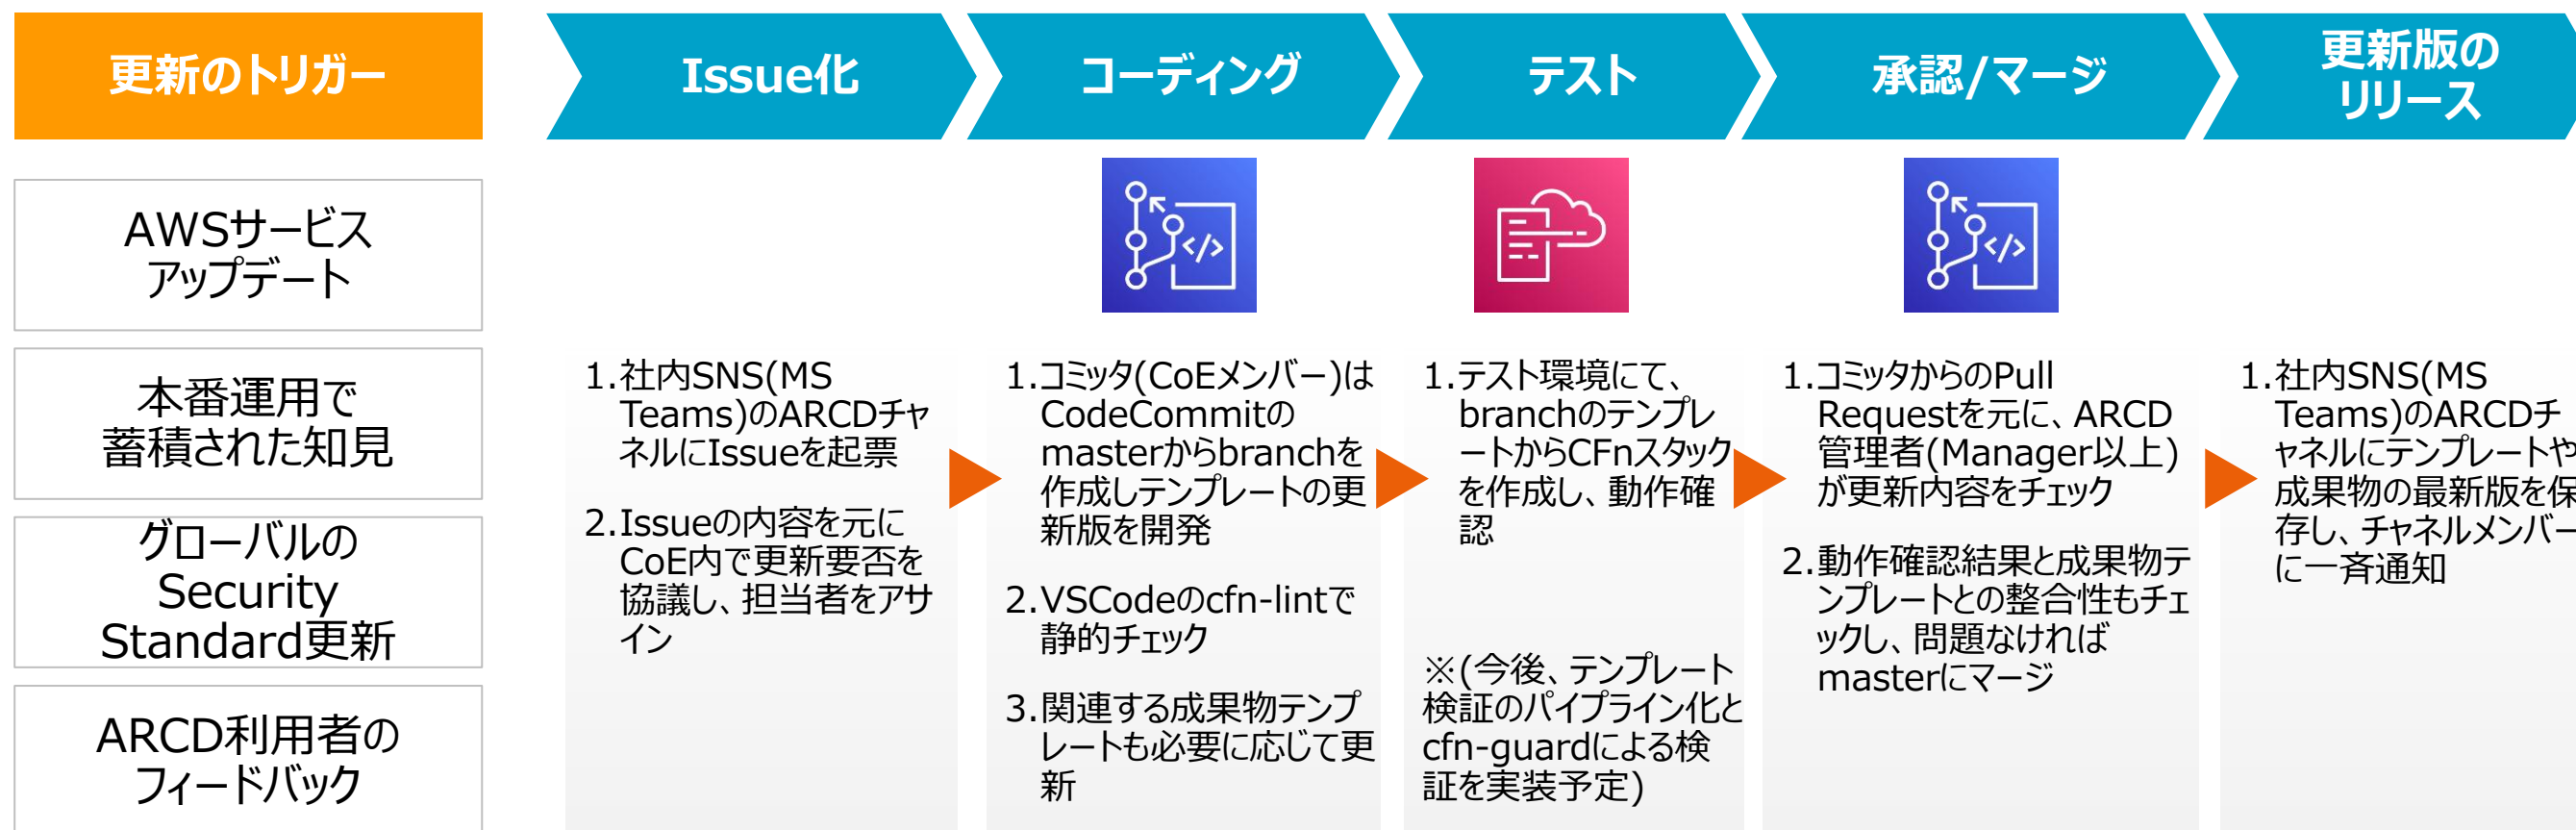 更新のトリガー
Issue化
コーディング
テスト
承認/マージ
更新版の
リリース
AWSサービス
アップデート
本番運用で
蓄積された知見
グローバルの
Security
Standard更新
ARCD利用者の
フィードバック
1.社内SNS(MS
Teams)のARCDチャ
ネルにIssueを起票
2.Issueの内容を元に
CoE内で更新要否を
協議し、担当者をアサ
イン
1.コミッタ(CoEメンバー)は
CodeCommitの
masterからbranchを
作成しテンプレートの更
新版を開発
2.VSCodeのcfn-lintで
静的チェック
3.関連する成果物テンプ
レートも必要に応じて更
新
1.テスト環境にて、
branchのテンプレ
ートからCFnスタック
を作成し、動作確
認
※(今後、テンプレート
検証のパイプライン化と
cfn-guardによる検
証を実装予定)
1.コミッタからのPull
Requestを元に、ARCD
管理者(Manager以上)
が更新内容をチェック
2.動作確認結果と成果物テ
ンプレートとの整合性もチェ
ックし、問題なければ
masterにマージ
1.社内SNS(MS
Teams)のARCDチ
ャネルにテンプレートや
成果物の最新版を保
存し、チャネルメンバー
に一斉通知